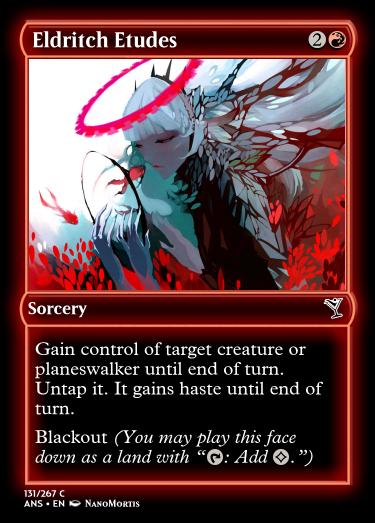 Eldritch Etudes 2
Sorcery
Gain control of target creature or
planeswalker until end of turn.
Untap it. It gains haste until end of
turn.
Blackout (You may play this face
down as a land with “: Add .”)
131/267 C
ANS • EN NanoMortis